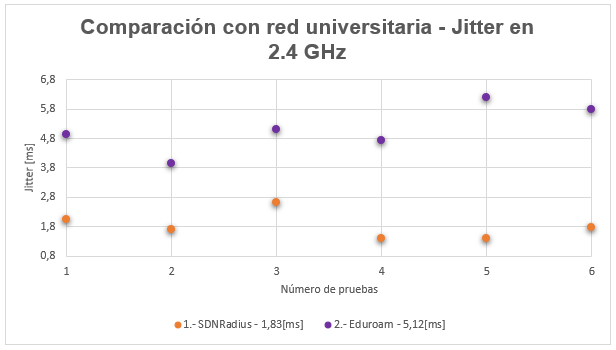 Comparación con red universitaria - Jitter en
2.4 GHz
6,8
5,8
4,8
3,8
2,8
1,8
0,8
Jitter [ms]
1 2 3 4 5 6
Número de pruebas
1.- SDNRadius - 1,83[ms] 2.- Eduroam - 5,12[ms]